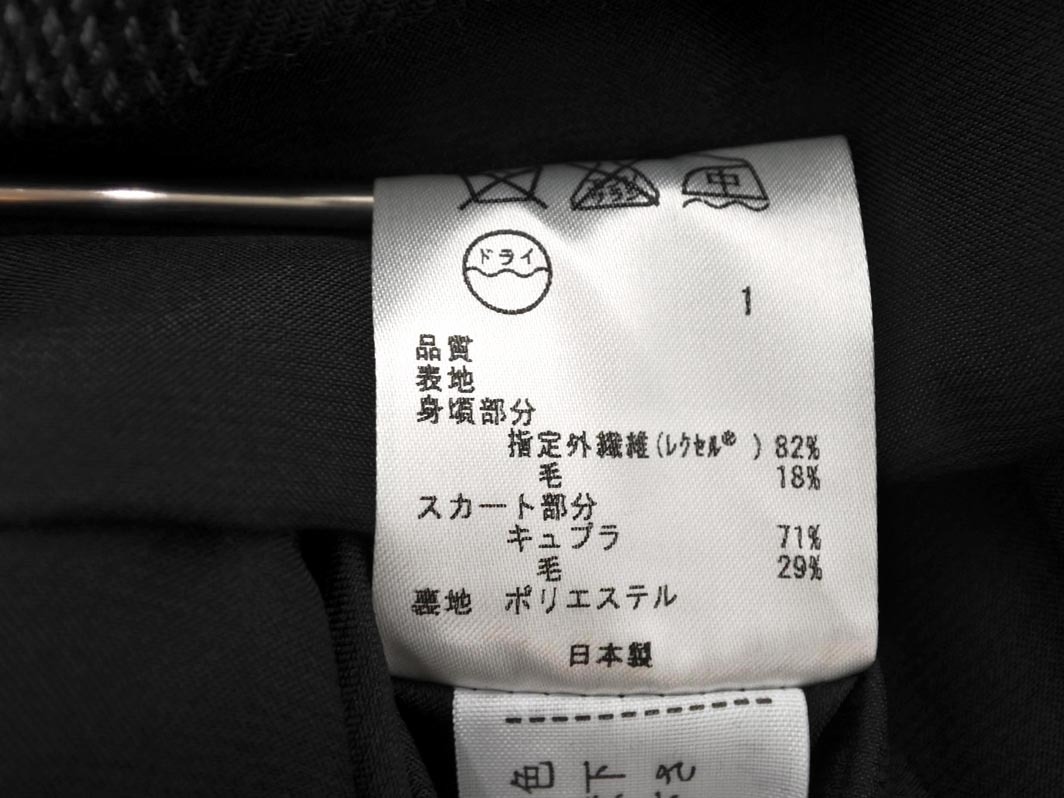 中
ドライ
1
品質
表地
身頃部分
指定外繊維(レクセル® ) 82%
毛 18%
スカート部分
キュプラ 71%
毛 29%
裏地 ポリエステル
日本製
色
下